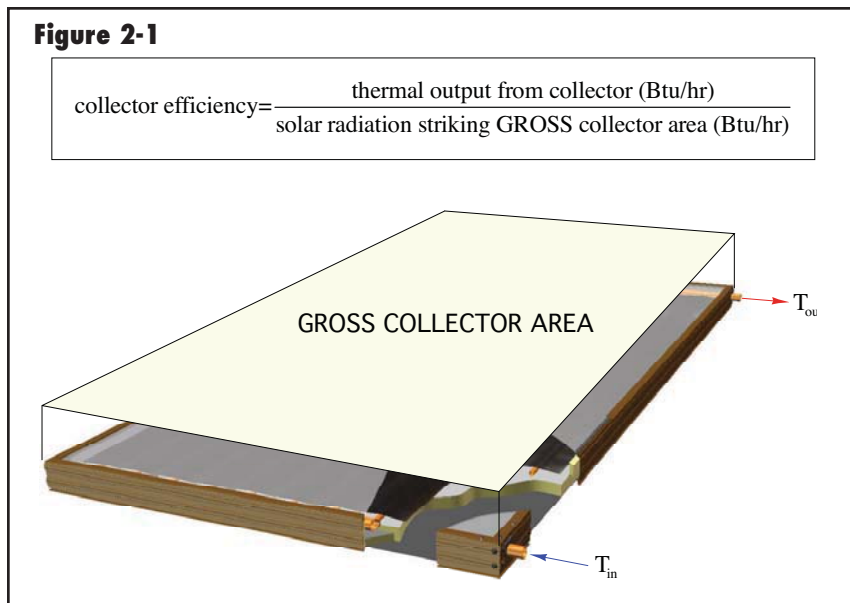 Figure 2-1
collector efficiency=
thermal output from collector (Btu/hr)
solar radiation striking GROSS collector area (Btu/hr)
GROSS COLLECTOR AREA
Tou
Tin